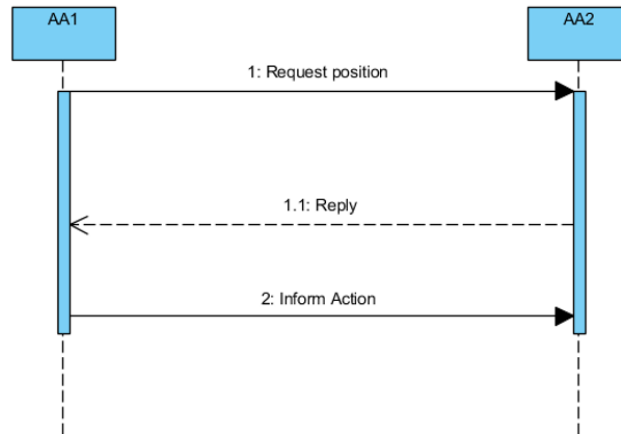 AA1
AA2
1: Request position
1.1: Reply
2: Inform Action